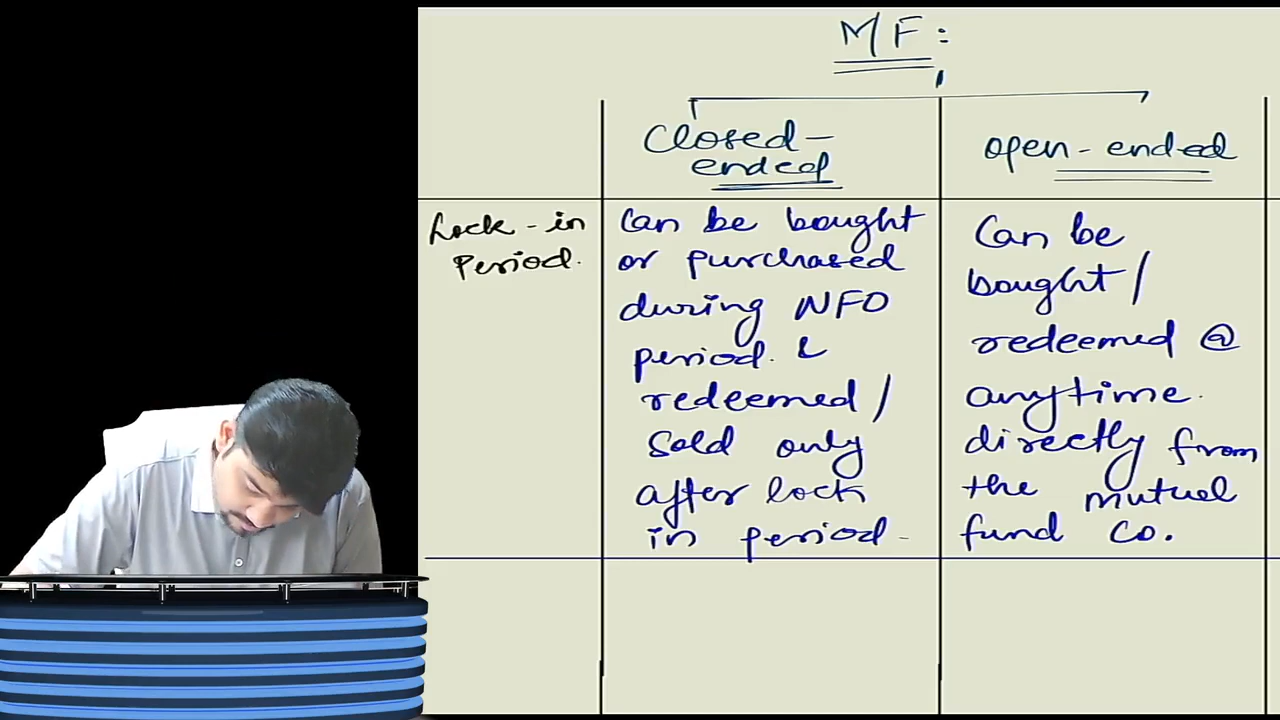 MF:
Closed-
ended
open-ended
Lock-in
Period.
Can be bought
or purchased
during NFO
period. &
redeemed/
Sold only
after lock
in period.
Can be
bought/
redeemed @
anytime.
directly from
the mutual
fund Co.